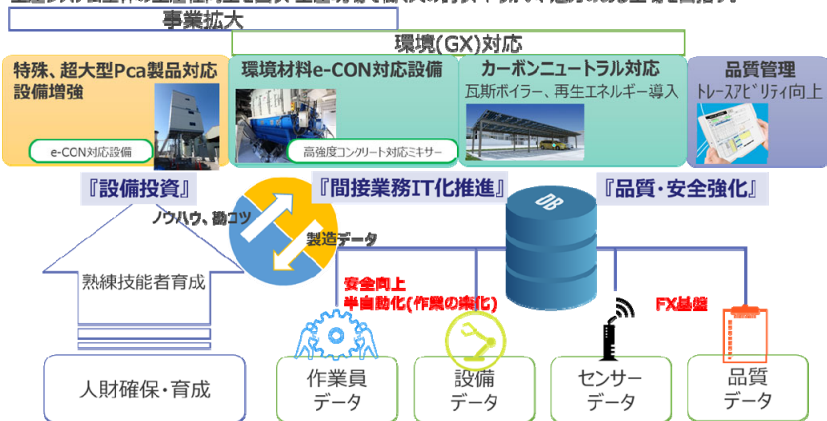 事業拡大
環境(GX)対応
特殊、超大型Pca製品対応
設備増強
e-CON対応設備
環境材料e-CON対応設備
高強度コンクリート対応ミキサー
カーボンニュートラル対応
瓦斯ボイラー、再生エネルギー導入
品質管理
トレースアビリティ向上
『設備投資』
『間接業務IT化推進』
『品質・安全強化』
ノウハウ、勘コツ
製造データ
DB
熟練技能者育成
安全向上
半自動化(作業の楽化)
FX基盤
人財確保・育成
作業員
データ
設備
データ
センサー
データ
品質
データ